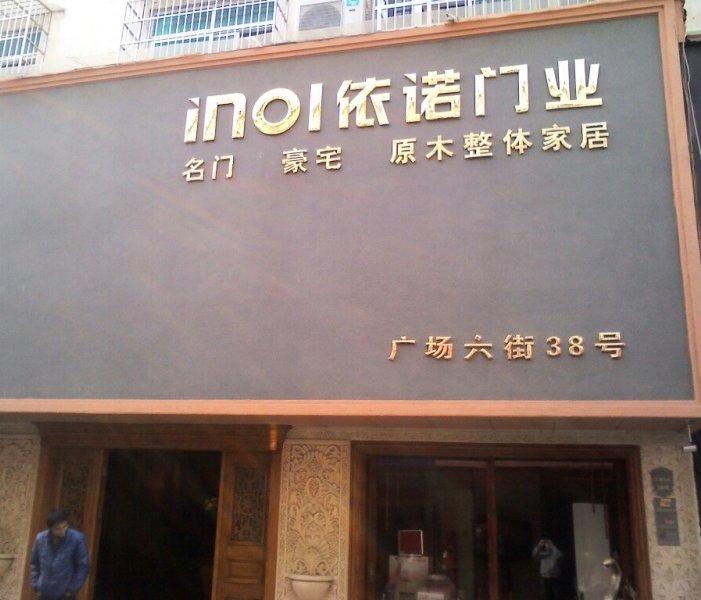 inoi依诺门业
名门 豪宅 原木整体家居
广场六街38号